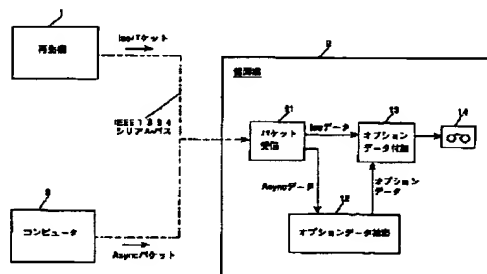 1
Isoパケット
再生機
IEEE1394
シリアルバス
コンピュータ
Asyncパケット
録画機
11
パケット
受信
Isoデータ
13
オプション
データ付加
14
Asyncデータ
オプション
データ
12
オプションデータ検出